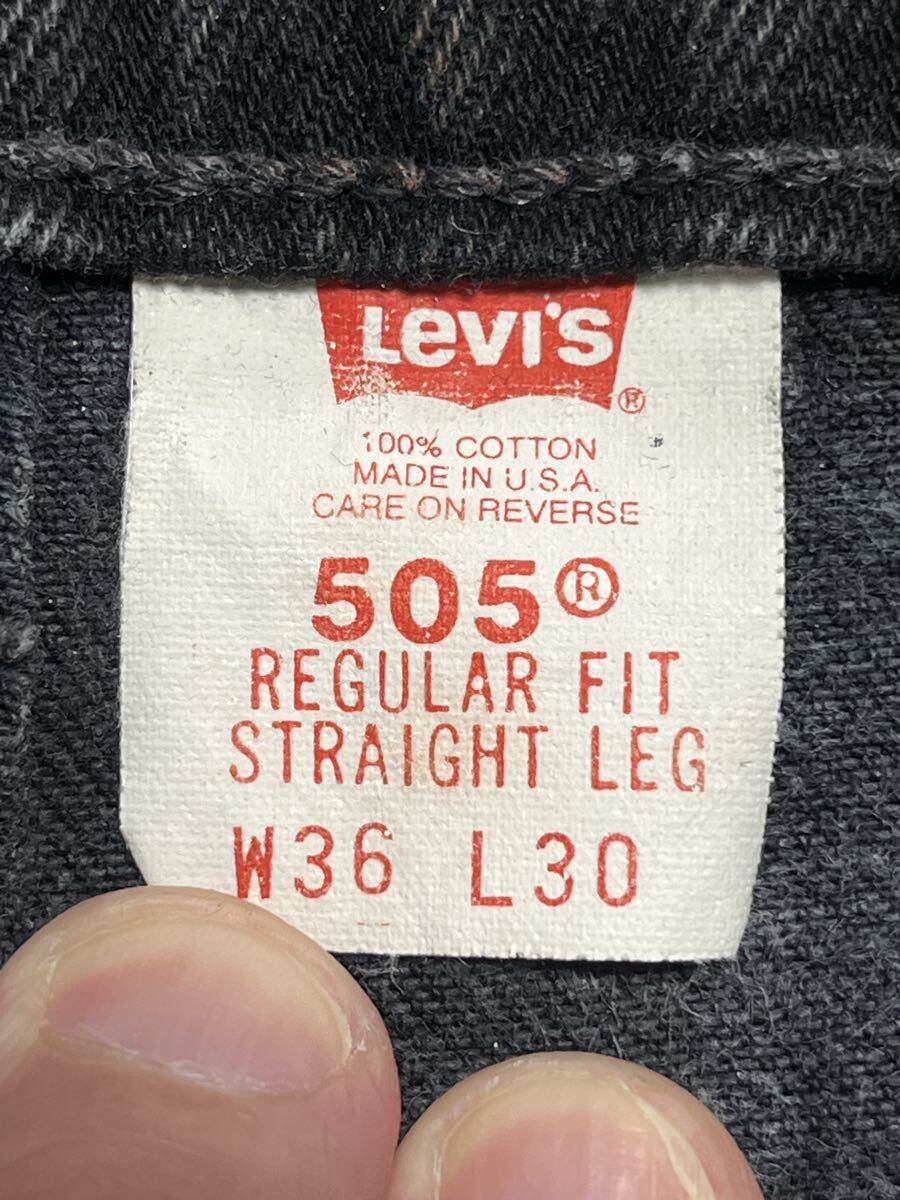 Levi's ®
100% COTTON
MADE IN U.S.A.
CARE ON REVERSE
505®
REGULAR FIT
STRAIGHT LEG
W36 L30